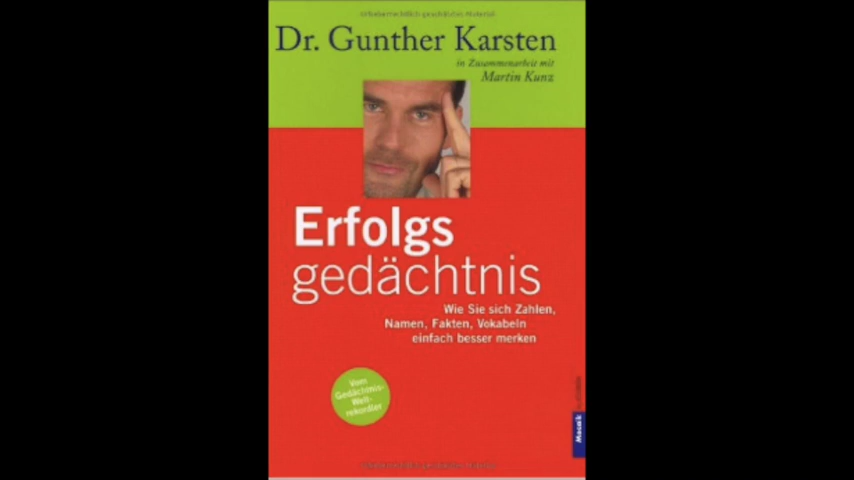 Dr. Gunther Karsten
in Zusammenarbeit mit
Martin Kunz
Erfolgs
gedächtnis
Wie Sie sich Zahlen,
Namen, Fakten, Vokabeln
einfach besser merken
Vom
Gedächtnis-
Welt-
rekordler
Mosaik